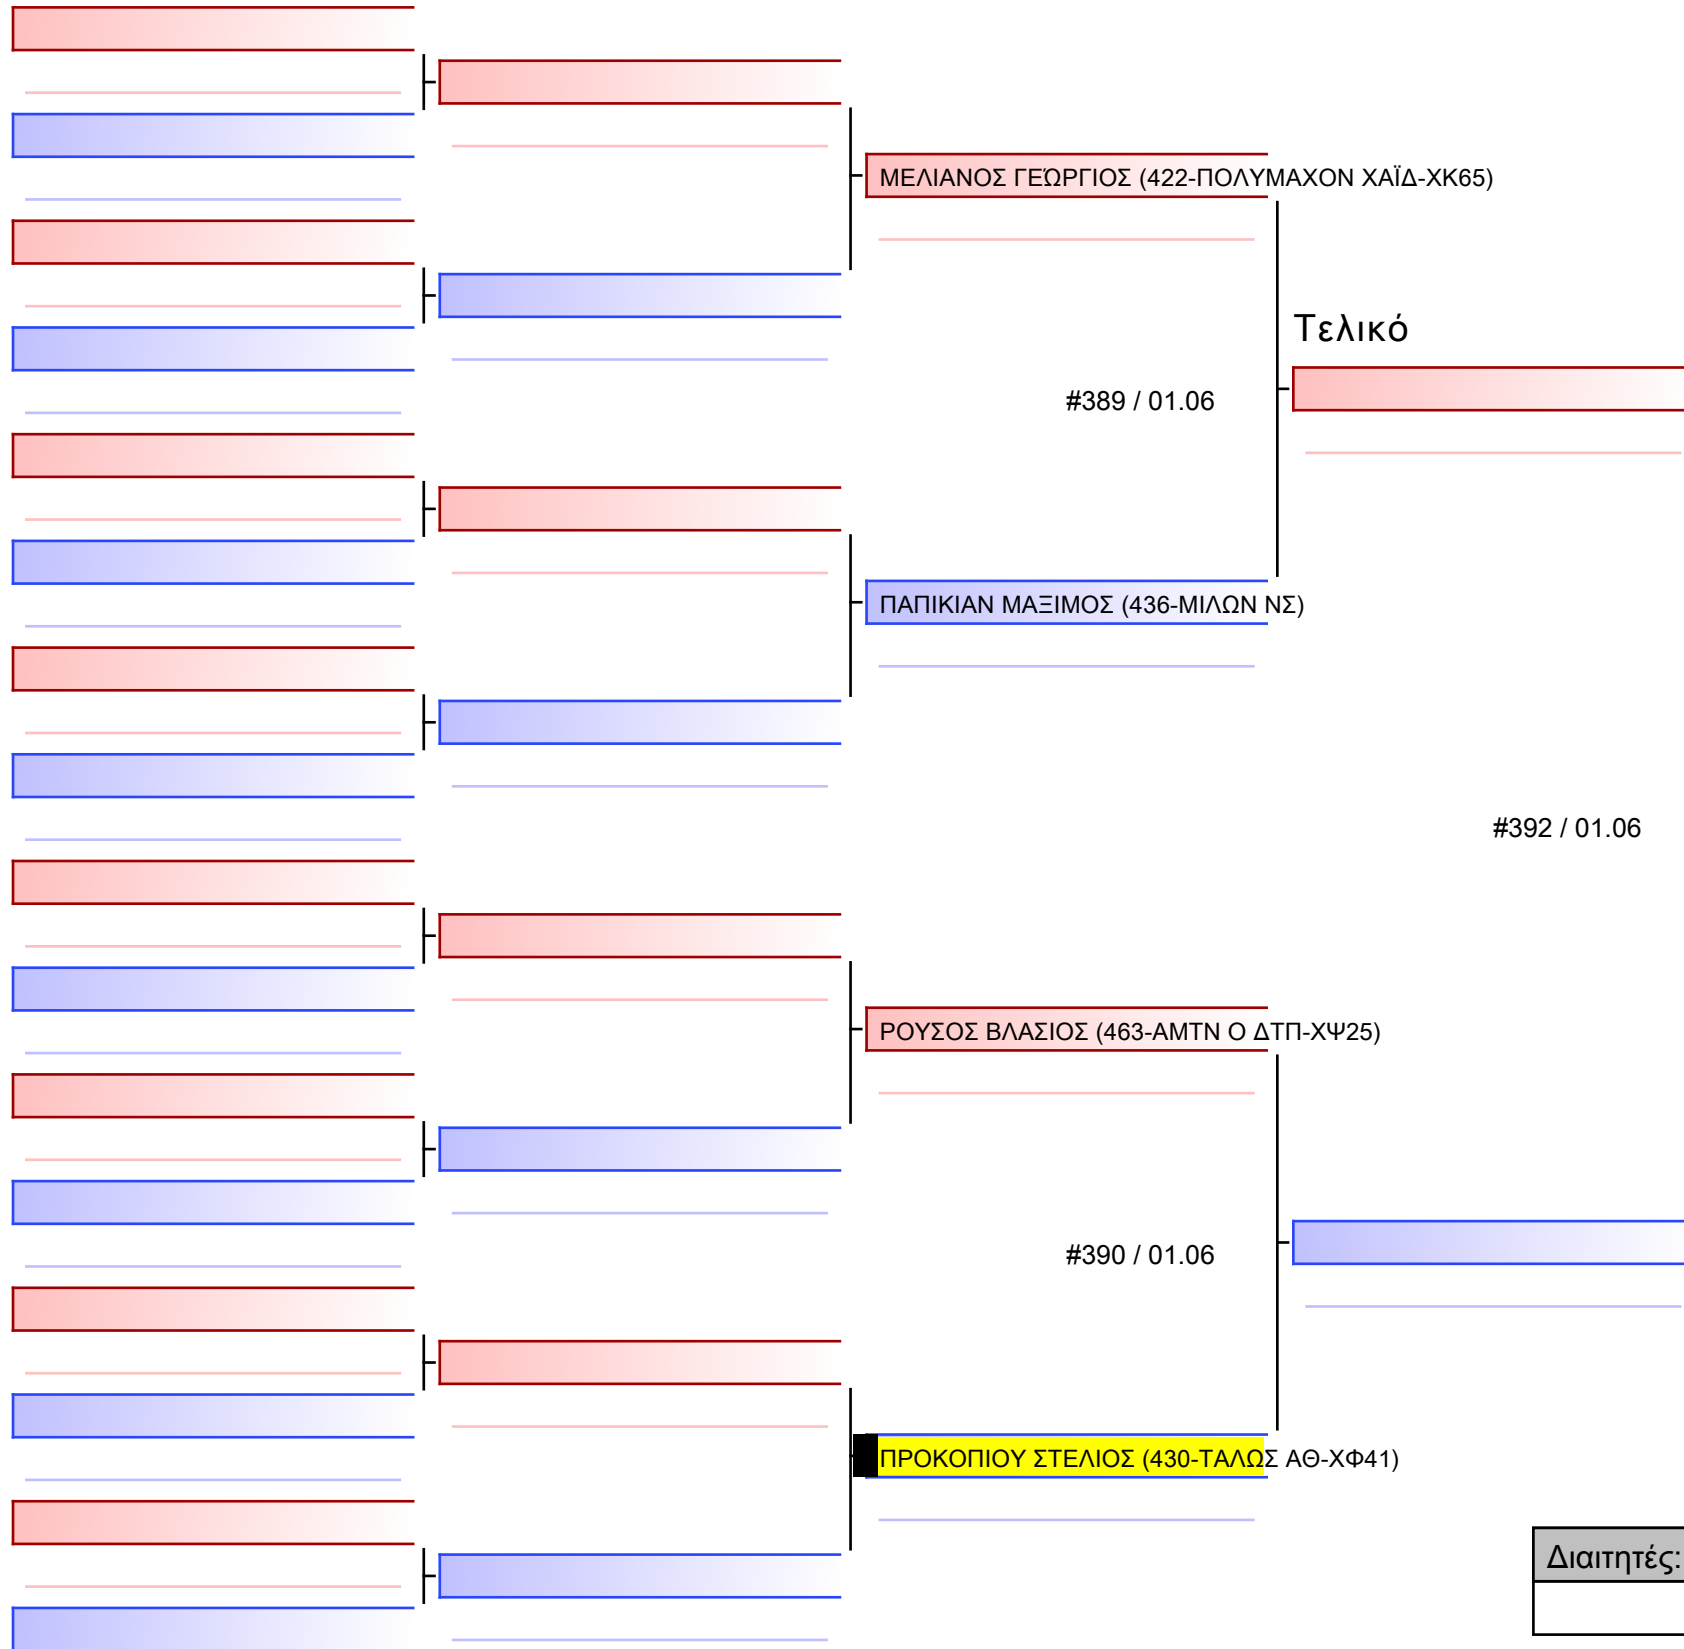 ΜΕΛΙΑΝΟΣ ΓΕΏΡΓΙΟΣ (422-ΠΟΛΥΜΑΧΟΝ ΧΑΪΔ-ΧΚ65)
Τελικό
#389 / 01.06
ΠΑΠΙΚΙΑΝ ΜΑΞΙΜΟΣ (436-ΜΙΛΩΝ ΝΣ)
#392 / 01.06
ΡΟΥΣΟΣ ΒΛΑΣΙΟΣ (463-ΑΜΤΝ Ο ΔΤΠ-ΧΨ25)
#390 / 01.06
ΠΡΟΚΟΠΙΟΥ ΣΤΕΛΙΟΣ (430-ΤΑΛΩΣ ΑΘ-ΧΦ41)
Διαιτητές: